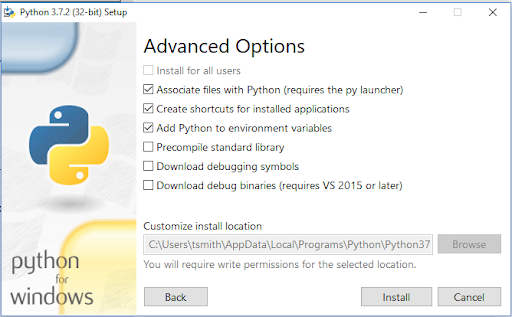 Python 3.7.2 (32-bit) Setup
Advanced Options
Install for all users
Associate files with Python (requires the py launcher)
Create shortcuts for installed applications
Add Python to environment variables
Precompile standard library
Download debugging symbols
Download debug binaries (requires VS 2015 or later)
Customize install location
C:\Users\tsmith\AppData\Local\Programs\Python\Python37 Browse
You will require write permissions for the selected location.
python
for
windows
Back Install Cancel